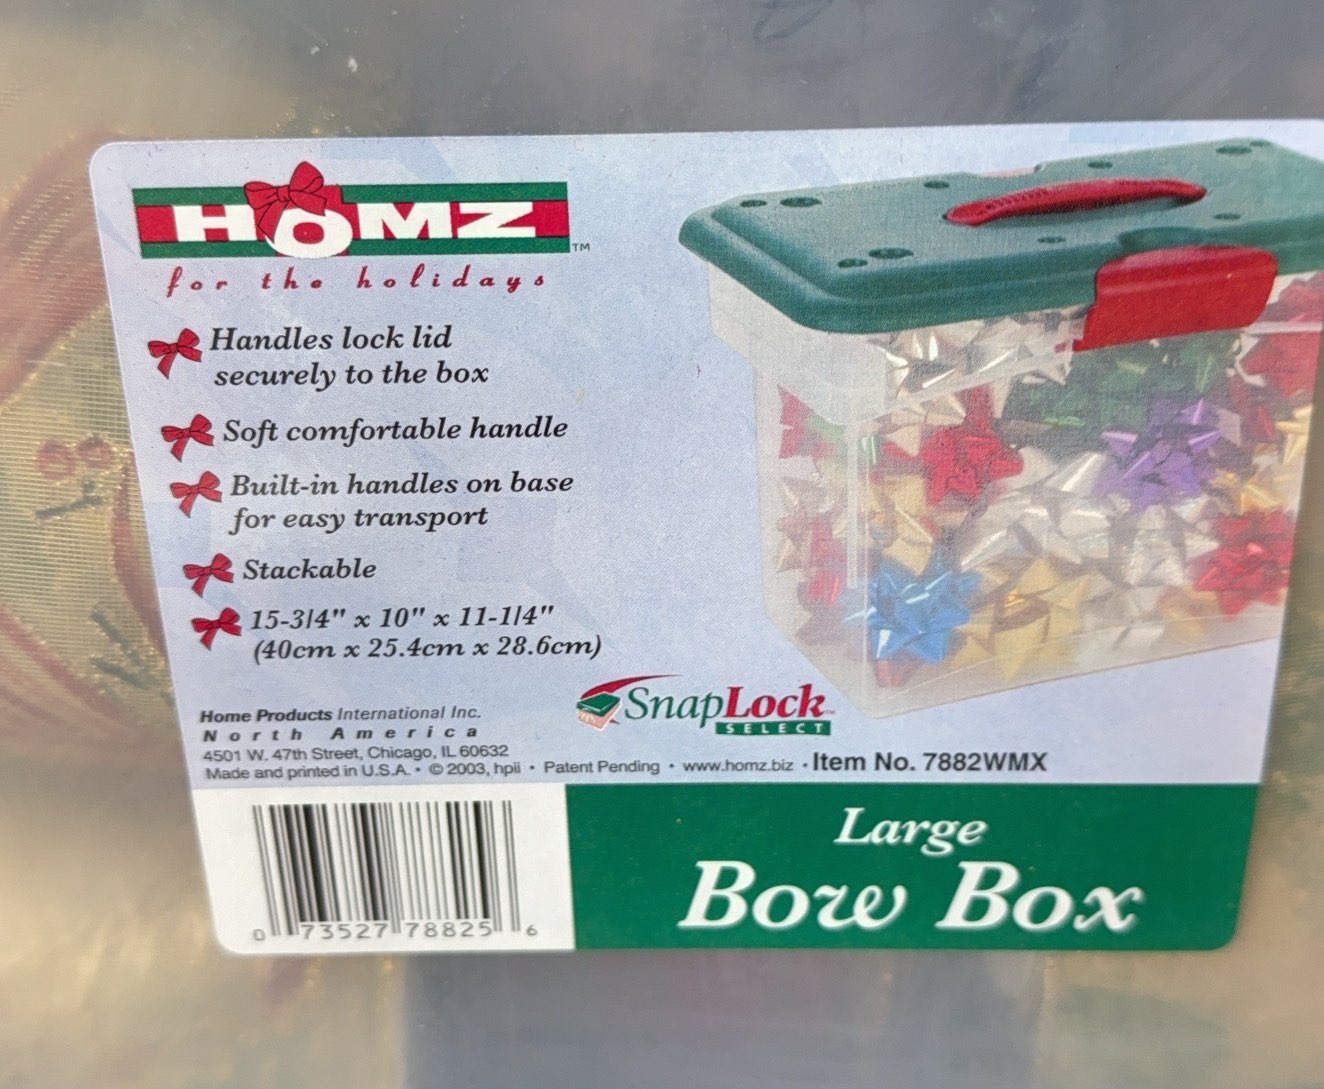 HOMZ™
for the holidays
Handles lock lid
securely to the box
Soft comfortable handle
Built-in handles on base
for easy transport
Stackable
15-3/4" x 10" x 11-1/4"
(40cm x 25.4cm x 28.6cm)
SnapLock™
SELECT
Home Products International Inc.
North America
4501 W. 47th Street, Chicago, IL 60632
Made and printed in U.S.A. • © 2003, hpii • Patent Pending • www.homz.biz • Item No. 7882WMX
Large
Bow Box
0 73527 78825 6